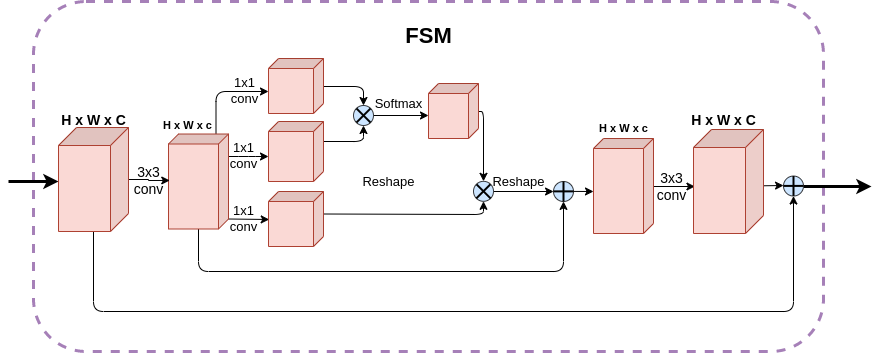 FSM
H x W x C
3x3
conv
H x W x c
1x1
conv
1x1
conv
1x1
conv
Softmax
Reshape
Reshape
H x W x c
3x3
conv
H x W x C